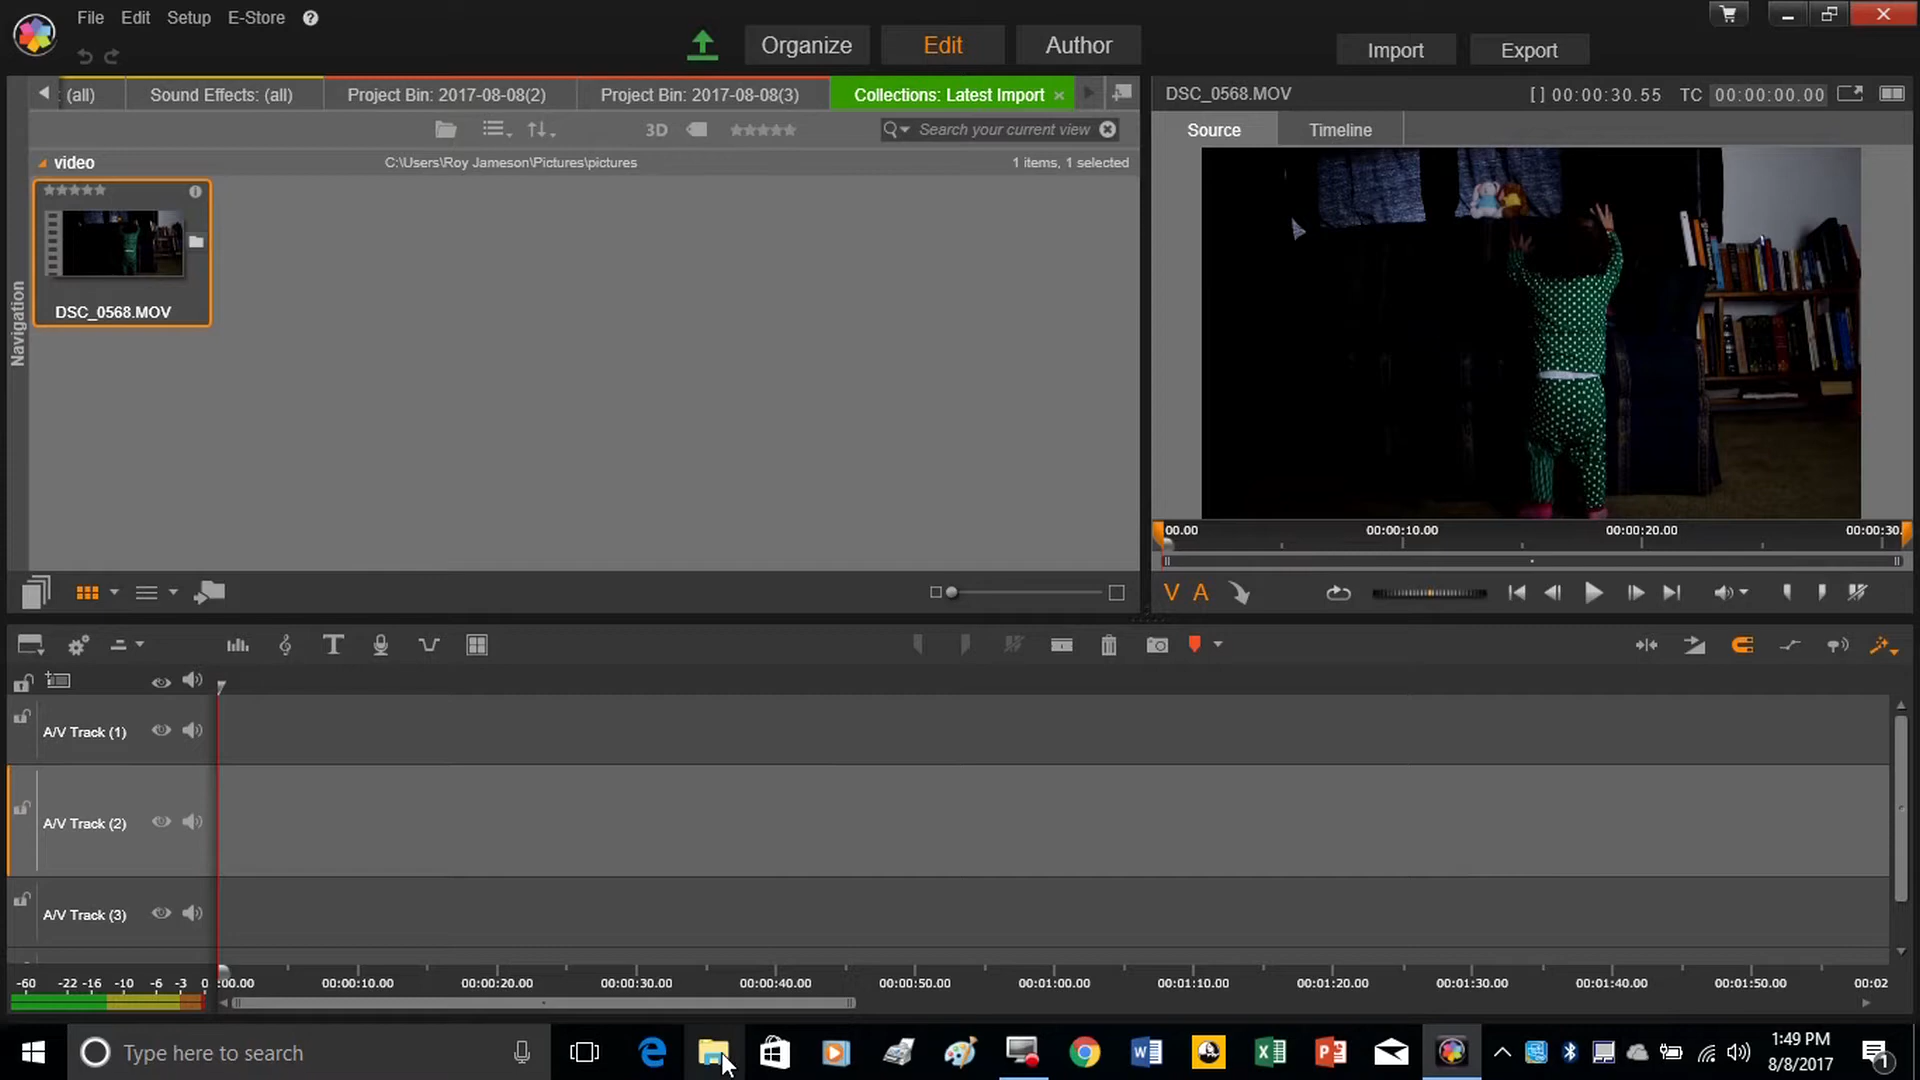 File Edit Setup E-Store ?
Organize Edit Author Import Export
: (all) Sound Effects: (all) Project Bin: 2017-08-08(2) Project Bin: 2017-08-08(3) Collections: Latest Import DSC_0568.MOV [ ] 00:00:30.55 TC 00:00:00.00
3D Search your current view Source Timeline
video C:\Users\Roy Jameson\Pictures\pictures 1 items, 1 selected
DSC_0568.MOV
Navigation
00.00 00:00:10.00 00:00:20.00 00:00:30.
V A
T
A/V Track (1)
A/V Track (2)
A/V Track (3)
-60 -22 -16 -10 -6 -3 0 :00.00 00:00:10.00 00:00:20.00 00:00:30.00 00:00:40.00 00:00:50.00 00:01:00.00 00:01:10.00 00:01:20.00 00:01:30.00 00:01:40.00 00:01:50.00 00:02
Type here to search 1:49 PM
8/8/2017 1